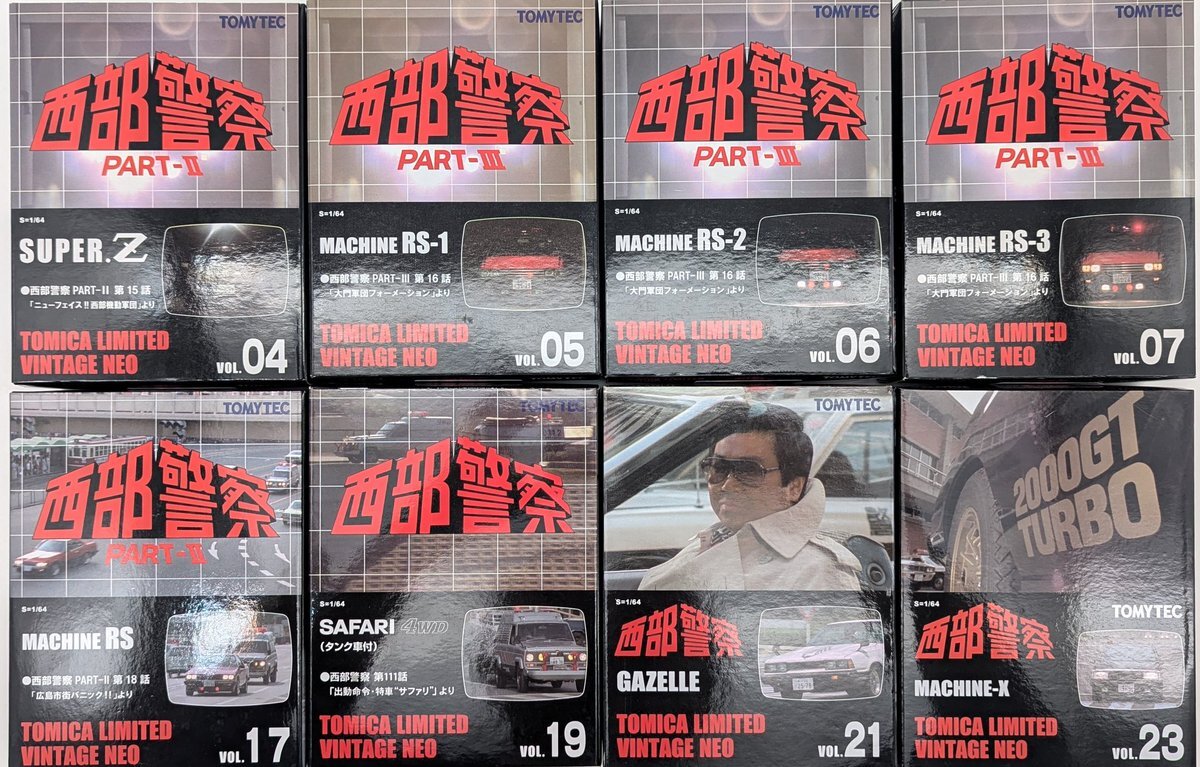 TOMYTEC
西部警察
PART-II
S=1/64
SUPER.Z
●西部警察 PART-II 第15話
「ニューフェイス!!西部機動軍団」より
TOMICA LIMITED
VINTAGE NEO
VOL.04
TOMYTEC
西部警察
PART-III
S=1/64
MACHINE RS-1
●西部警察 PART-III 第16話
「大門軍団フォーメーション」より
TOMICA LIMITED
VINTAGE NEO
VOL.05
TOMYTEC
西部警察
PART-III
S=1/64
MACHINE RS-2
●西部警察 PART-III 第16話
「大門軍団フォーメーション」より
TOMICA LIMITED
VINTAGE NEO
VOL.06
TOMYTEC
西部警察
PART-III
S=1/64
MACHINE RS-3
●西部警察 PART-III 第16話
「大門軍団フォーメーション」より
TOMICA LIMITED
VINTAGE NEO
VOL.07
TOMYTEC
西部警察
PART-II
S=1/64
MACHINE RS
●西部警察 PART-II 第18話
「広島市街パニック!!」より
TOMICA LIMITED
VINTAGE NEO
VOL.17
TOMYTEC
西部警察
S=1/64
SAFARI 4WD
(タンク車付)
●西部警察 第111話
「出動命令・特車“サファリ”」より
TOMICA LIMITED
VINTAGE NEO
VOL.19
TOMYTEC
S=1/64
西部警察
GAZELLE
TOMICA LIMITED
VINTAGE NEO
VOL.21
S=1/64
TOMYTEC
西部警察
MACHINE-X
TOMICA LIMITED
VINTAGE NEO
VOL.23